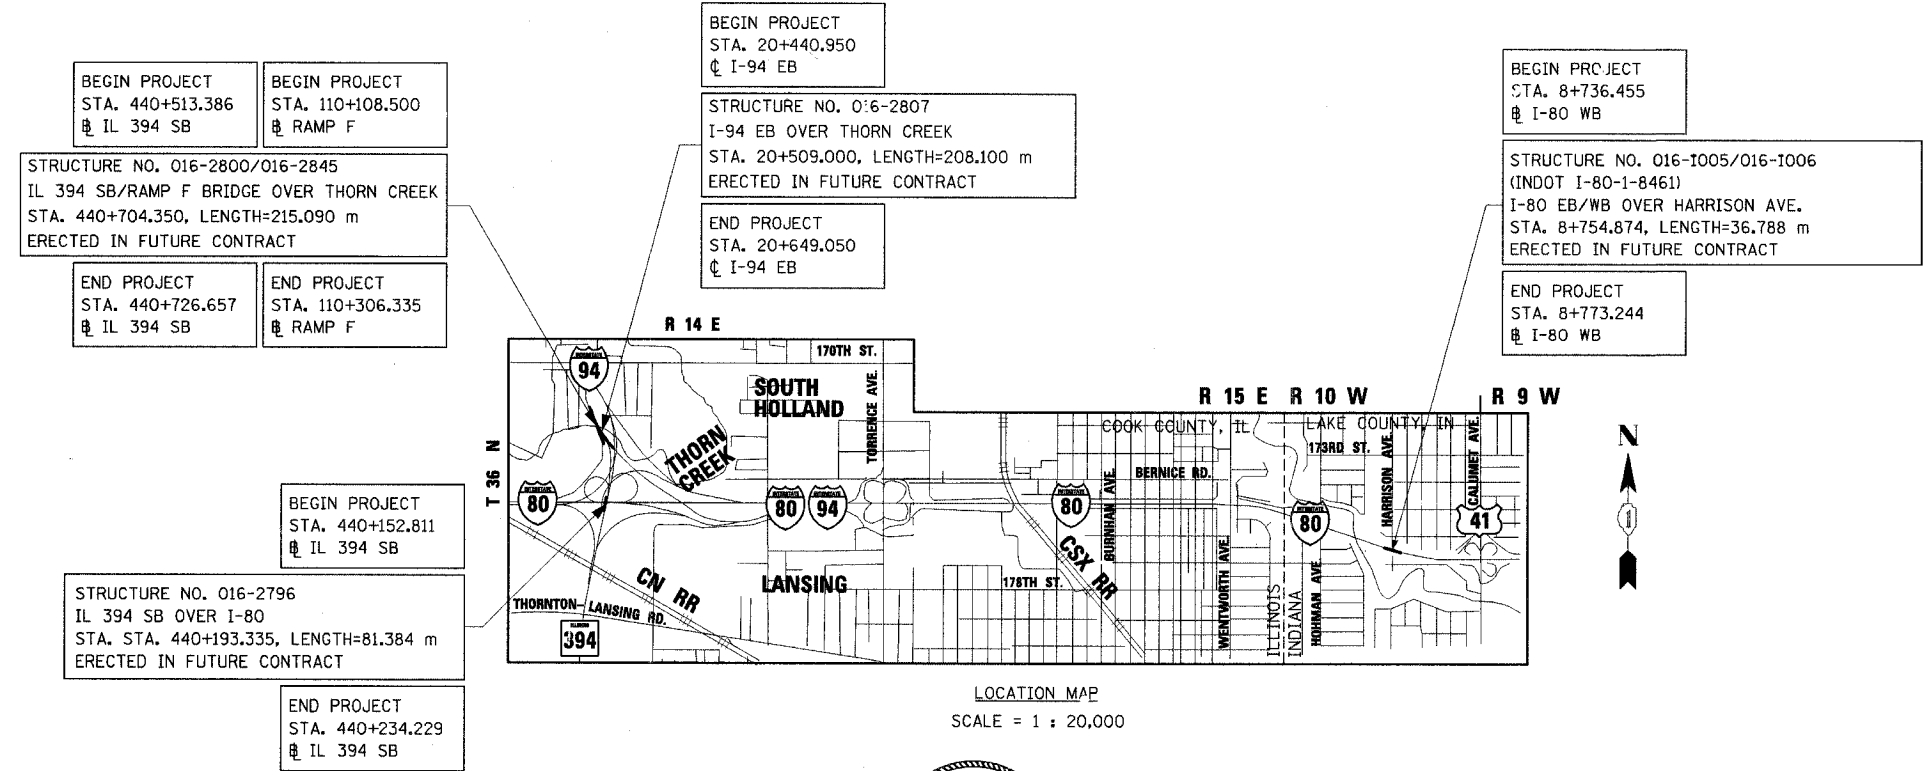 BEGIN PROJECT
STA. 440+513.386
℄ IL 394 SB
BEGIN PROJECT
STA. 110+108.500
℄ RAMP F
STRUCTURE NO. 016-2800/016-2845
IL 394 SB/RAMP F BRIDGE OVER THORN CREEK
STA. 440+704.350, LENGTH=215.090 m
ERECTED IN FUTURE CONTRACT
END PROJECT
STA. 440+726.657
℄ IL 394 SB
END PROJECT
STA. 110+306.335
℄ RAMP F
BEGIN PROJECT
STA. 20+440.950
℄ I-94 EB
STRUCTURE NO. 016-2807
I-94 EB OVER THORN CREEK
STA. 20+509.000, LENGTH=208.100 m
ERECTED IN FUTURE CONTRACT
END PROJECT
STA. 20+649.050
℄ I-94 EB
BEGIN PROJECT
STA. 8+736.455
℄ I-80 WB
STRUCTURE NO. 016-I005/016-I006
(INDOT I-80-1-8461)
I-80 EB/WB OVER HARRISON AVE.
STA. 8+754.874, LENGTH=36.788 m
ERECTED IN FUTURE CONTRACT
END PROJECT
STA. 8+773.244
℄ I-80 WB
BEGIN PROJECT
STA. 440+152.811
℄ IL 394 SB
STRUCTURE NO. 016-2796
IL 394 SB OVER I-80
STA. STA. 440+193.335, LENGTH=81.384 m
ERECTED IN FUTURE CONTRACT
END PROJECT
STA. 440+234.229
℄ IL 394 SB
R 14 E
T 36 N
170TH ST.
INTERSTATE
94
SOUTH
HOLLAND
TORRENCE AVE.
THORN
CREEK
R 15 E
R 10 W
R 9 W
COOK COUNTY, IL
LAKE COUNTY, IN
173RD ST.
BERNICE RD.
HARRISON AVE.
CALUMET AVE.
INTERSTATE
80
INTERSTATE
80
INTERSTATE
94
INTERSTATE
80
INTERSTATE
80
41
BURNHAN AVE.
CSX RR
178TH ST.
WENTWORTH AVE.
ILLINOIS
INDIANA
HOHMAN AVE.
LANSING
CN RR
THORNTON- LANSING RD.
ILLINOIS
394
N
1
LOCATION MAP
SCALE = 1 : 20,000